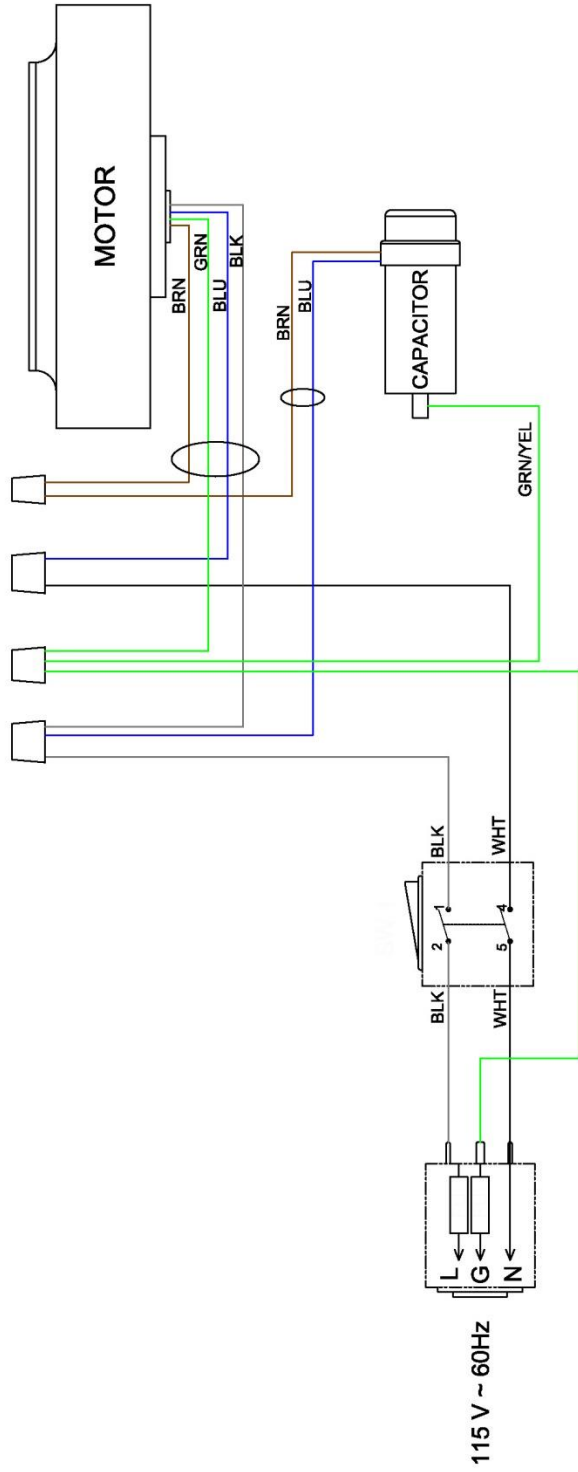 MOTOR
BRN
GRN
BLU
BLK
BRN
BLU
CAPACITOR
GRN/YEL
BLK
WHT
1
2
4
5
BLK
WHT
L
G
N
115 V ~ 60Hz